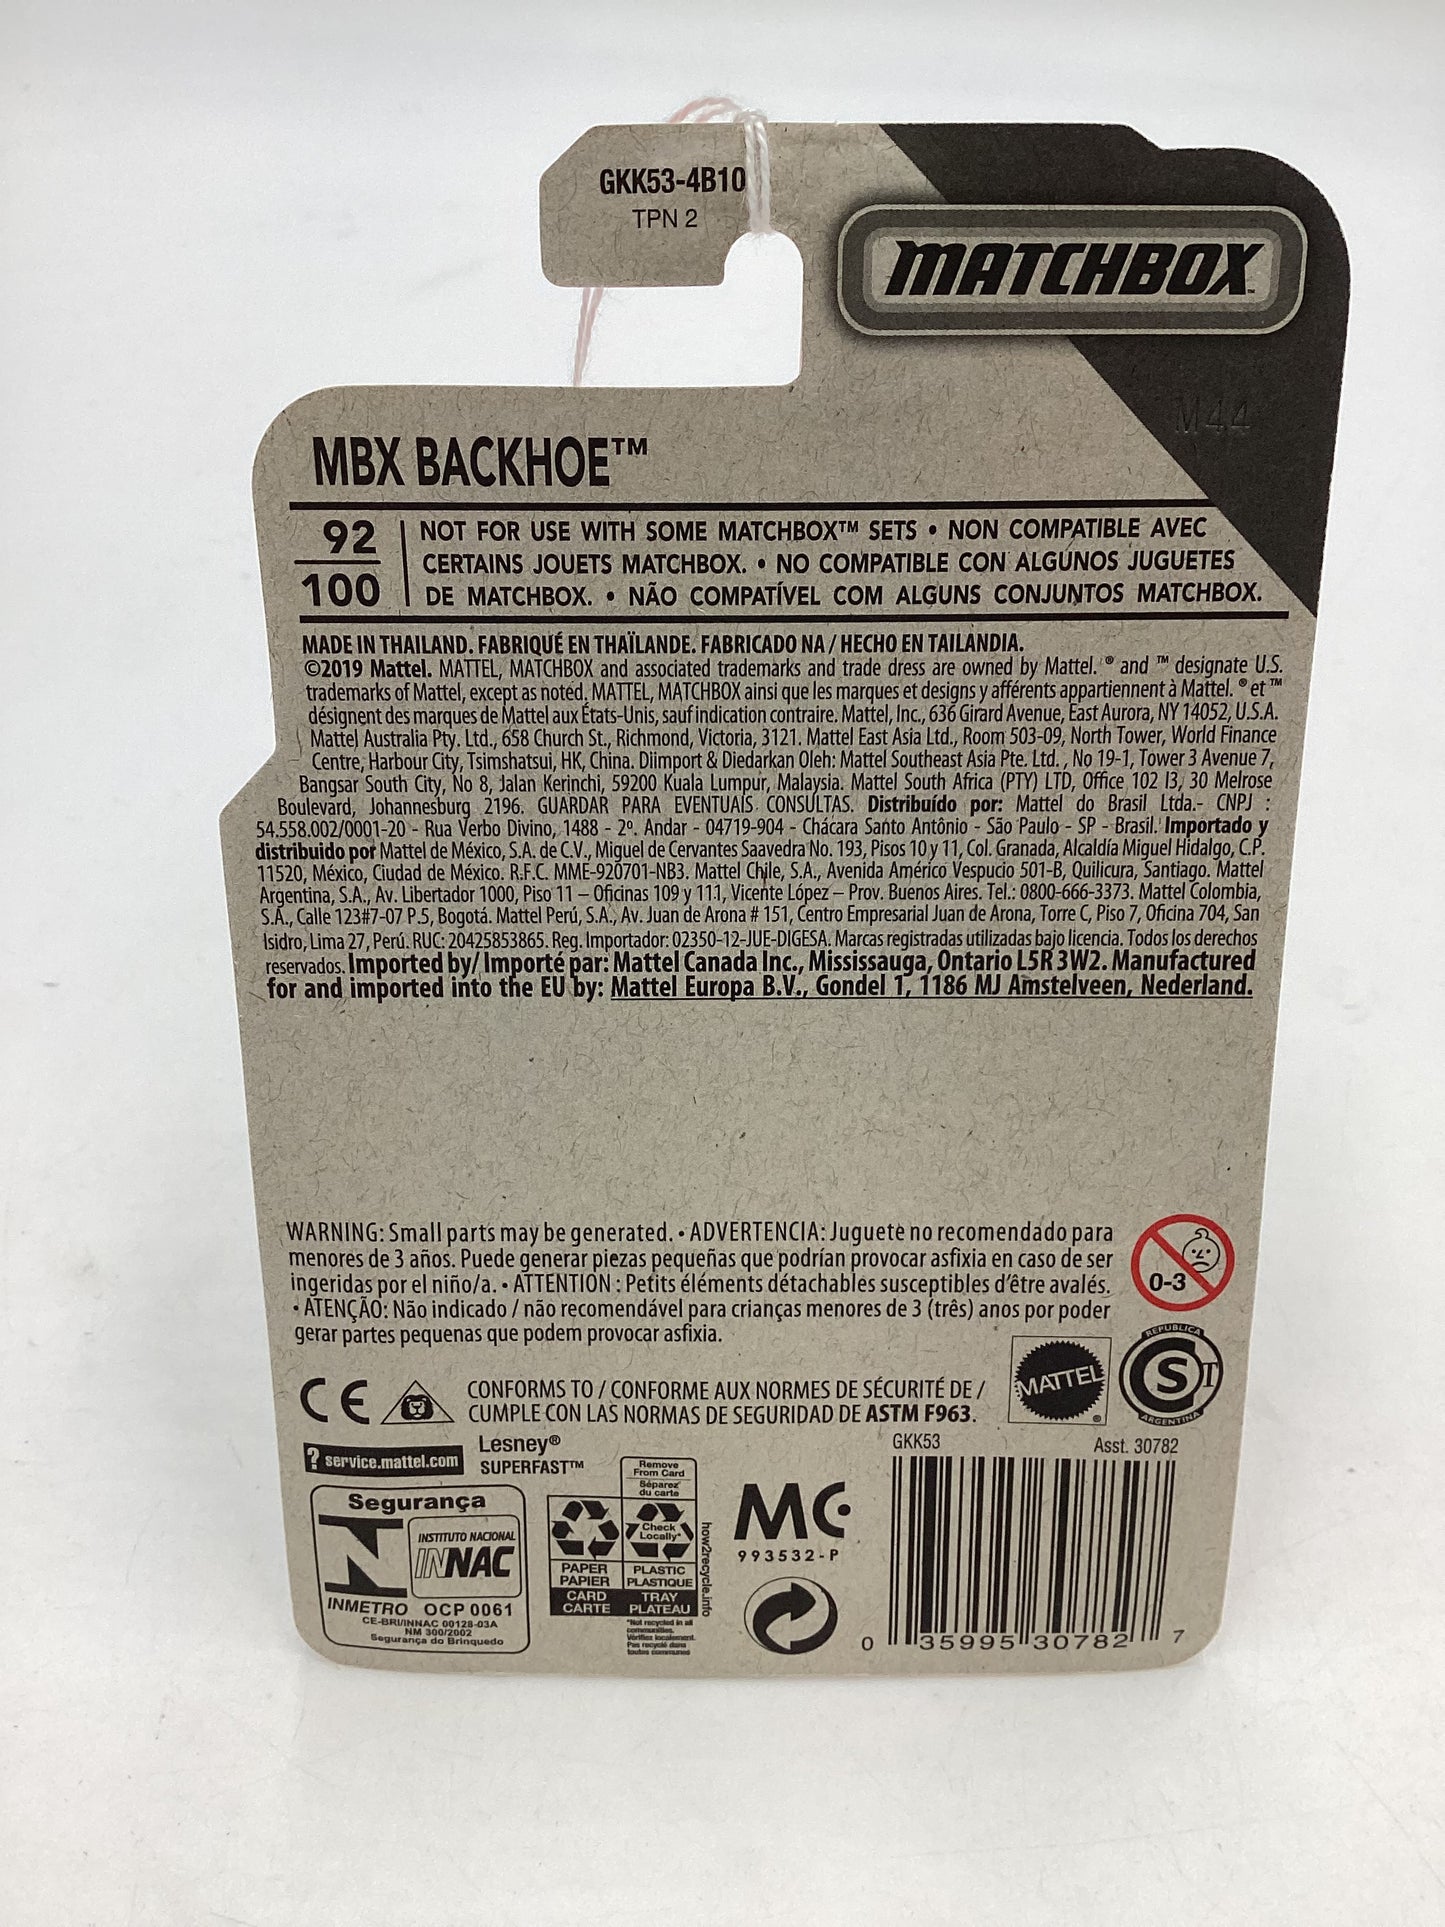 GKK53-4B10
TPN 2
MATCHBOX™
M44
MBX BACKHOE™
92
100
NOT FOR USE WITH SOME MATCHBOX™ SETS • NON COMPATIBLE AVEC
CERTAINS JOUETS MATCHBOX. • NO COMPATIBLE CON ALGUNOS JUGUETES
DE MATCHBOX. • NÃO COMPATÍVEL COM ALGUNS CONJUNTOS MATCHBOX.
MADE IN THAILAND. FABRIQUÉ EN THAÏLANDE. FABRICADO NA / HECHO EN TAILANDIA.
©2019 Mattel. MATTEL, MATCHBOX and associated trademarks and trade dress are owned by Mattel. ® and ™ designate U.S.
trademarks of Mattel, except as noted. MATTEL, MATCHBOX ainsi que les marques et designs y afférents appartiennent à Mattel. ® et ™
désignent des marques de Mattel aux États-Unis, sauf indication contraire. Mattel, Inc., 636 Girard Avenue, East Aurora, NY 14052, U.S.A.
Mattel Australia Pty. Ltd., 658 Church St., Richmond, Victoria, 3121. Mattel East Asia Ltd., Room 503-09, North Tower, World Finance
Centre, Harbour City, Tsimshatsui, HK, China. Diimport & Diedarkan Oleh: Mattel Southeast Asia Pte. Ltd. , No 19-1, Tower 3 Avenue 7,
Bangsar South City, No 8, Jalan Kerinchi, 59200 Kuala Lumpur, Malaysia. Mattel South Africa (PTY) LTD, Office 102 I3, 30 Melrose
Boulevard, Johannesburg 2196. GUARDAR PARA EVENTUAIS CONSULTAS. Distribuído por: Mattel do Brasil Ltda.- CNPJ :
54.558.002/0001-20 - Rua Verbo Divino, 1488 - 2º. Andar - 04719-904 - Chácara Santo Antônio - São Paulo - SP - Brasil. Importado y
distribuido por Mattel de México, S.A. de C.V., Miguel de Cervantes Saavedra No. 193, Pisos 10 y 11, Col. Granada, Alcaldía Miguel Hidalgo, C.P.
11520, México, Ciudad de México. R.F.C. MME-920701-NB3. Mattel Chile, S.A., Avenida Américo Vespucio 501-B, Quilicura, Santiago. Mattel
Argentina, S.A., Av. Libertador 1000, Piso 11 – Oficinas 109 y 111, Vicente López – Prov. Buenos Aires. Tel.: 0800-666-3373. Mattel Colombia,
S.A., Calle 123#7-07 P.5, Bogotá. Mattel Perú, S.A., Av. Juan de Arona # 151, Centro Empresarial Juan de Arona, Torre C, Piso 7, Oficina 704, San
Isidro, Lima 27, Perú. RUC: 20425853865. Reg. Importador: 02350-12-JUE-DIGESA. Marcas registradas utilizadas bajo licencia. Todos los derechos
reservados. Imported by/ Importé par: Mattel Canada Inc., Mississauga, Ontario L5R 3W2. Manufactured
for and imported into the EU by: Mattel Europa B.V., Gondel 1, 1186 MJ Amstelveen, Nederland.
WARNING: Small parts may be generated. • ADVERTENCIA: Juguete no recomendado para
menores de 3 años. Puede generar piezas pequeñas que podrían provocar asfixia en caso de ser
ingeridas por el niño/a. • ATTENTION : Petits éléments détachables susceptibles d'être avalés.
• ATENÇÃO: Não indicado / não recomendável para crianças menores de 3 (três) anos por poder
gerar partes pequenas que podem provocar asfixia.
0-3
CE
CONFORMS TO / CONFORME AUX NORMES DE SÉCURITÉ DE /
CUMPLE CON LAS NORMAS DE SEGURIDAD DE ASTM F963.
MATTEL ®
REPUBLICA
S T
ARGENTINA
? service.mattel.com
Lesney®
SUPERFAST™
GKK53
Asst. 30782
Segurança
INSTITUTO NACIONAL
INNAC
INMETRO OCP 0061
CE-BRI/INNAC 00128-03A
NM 300/2002
Segurança do Brinquedo
Remove
From Card
Séparez
du carte
Check
Locally*
PAPER
PAPIER
CARD
CARTE
PLASTIC
PLASTIQUE
TRAY
PLATEAU
*Not recycled in all
communities.
Vérifiez localement.
Pas recyclé dans
toutes communes
how2recycle.info
MC
993532-P
0 35995 30782 7